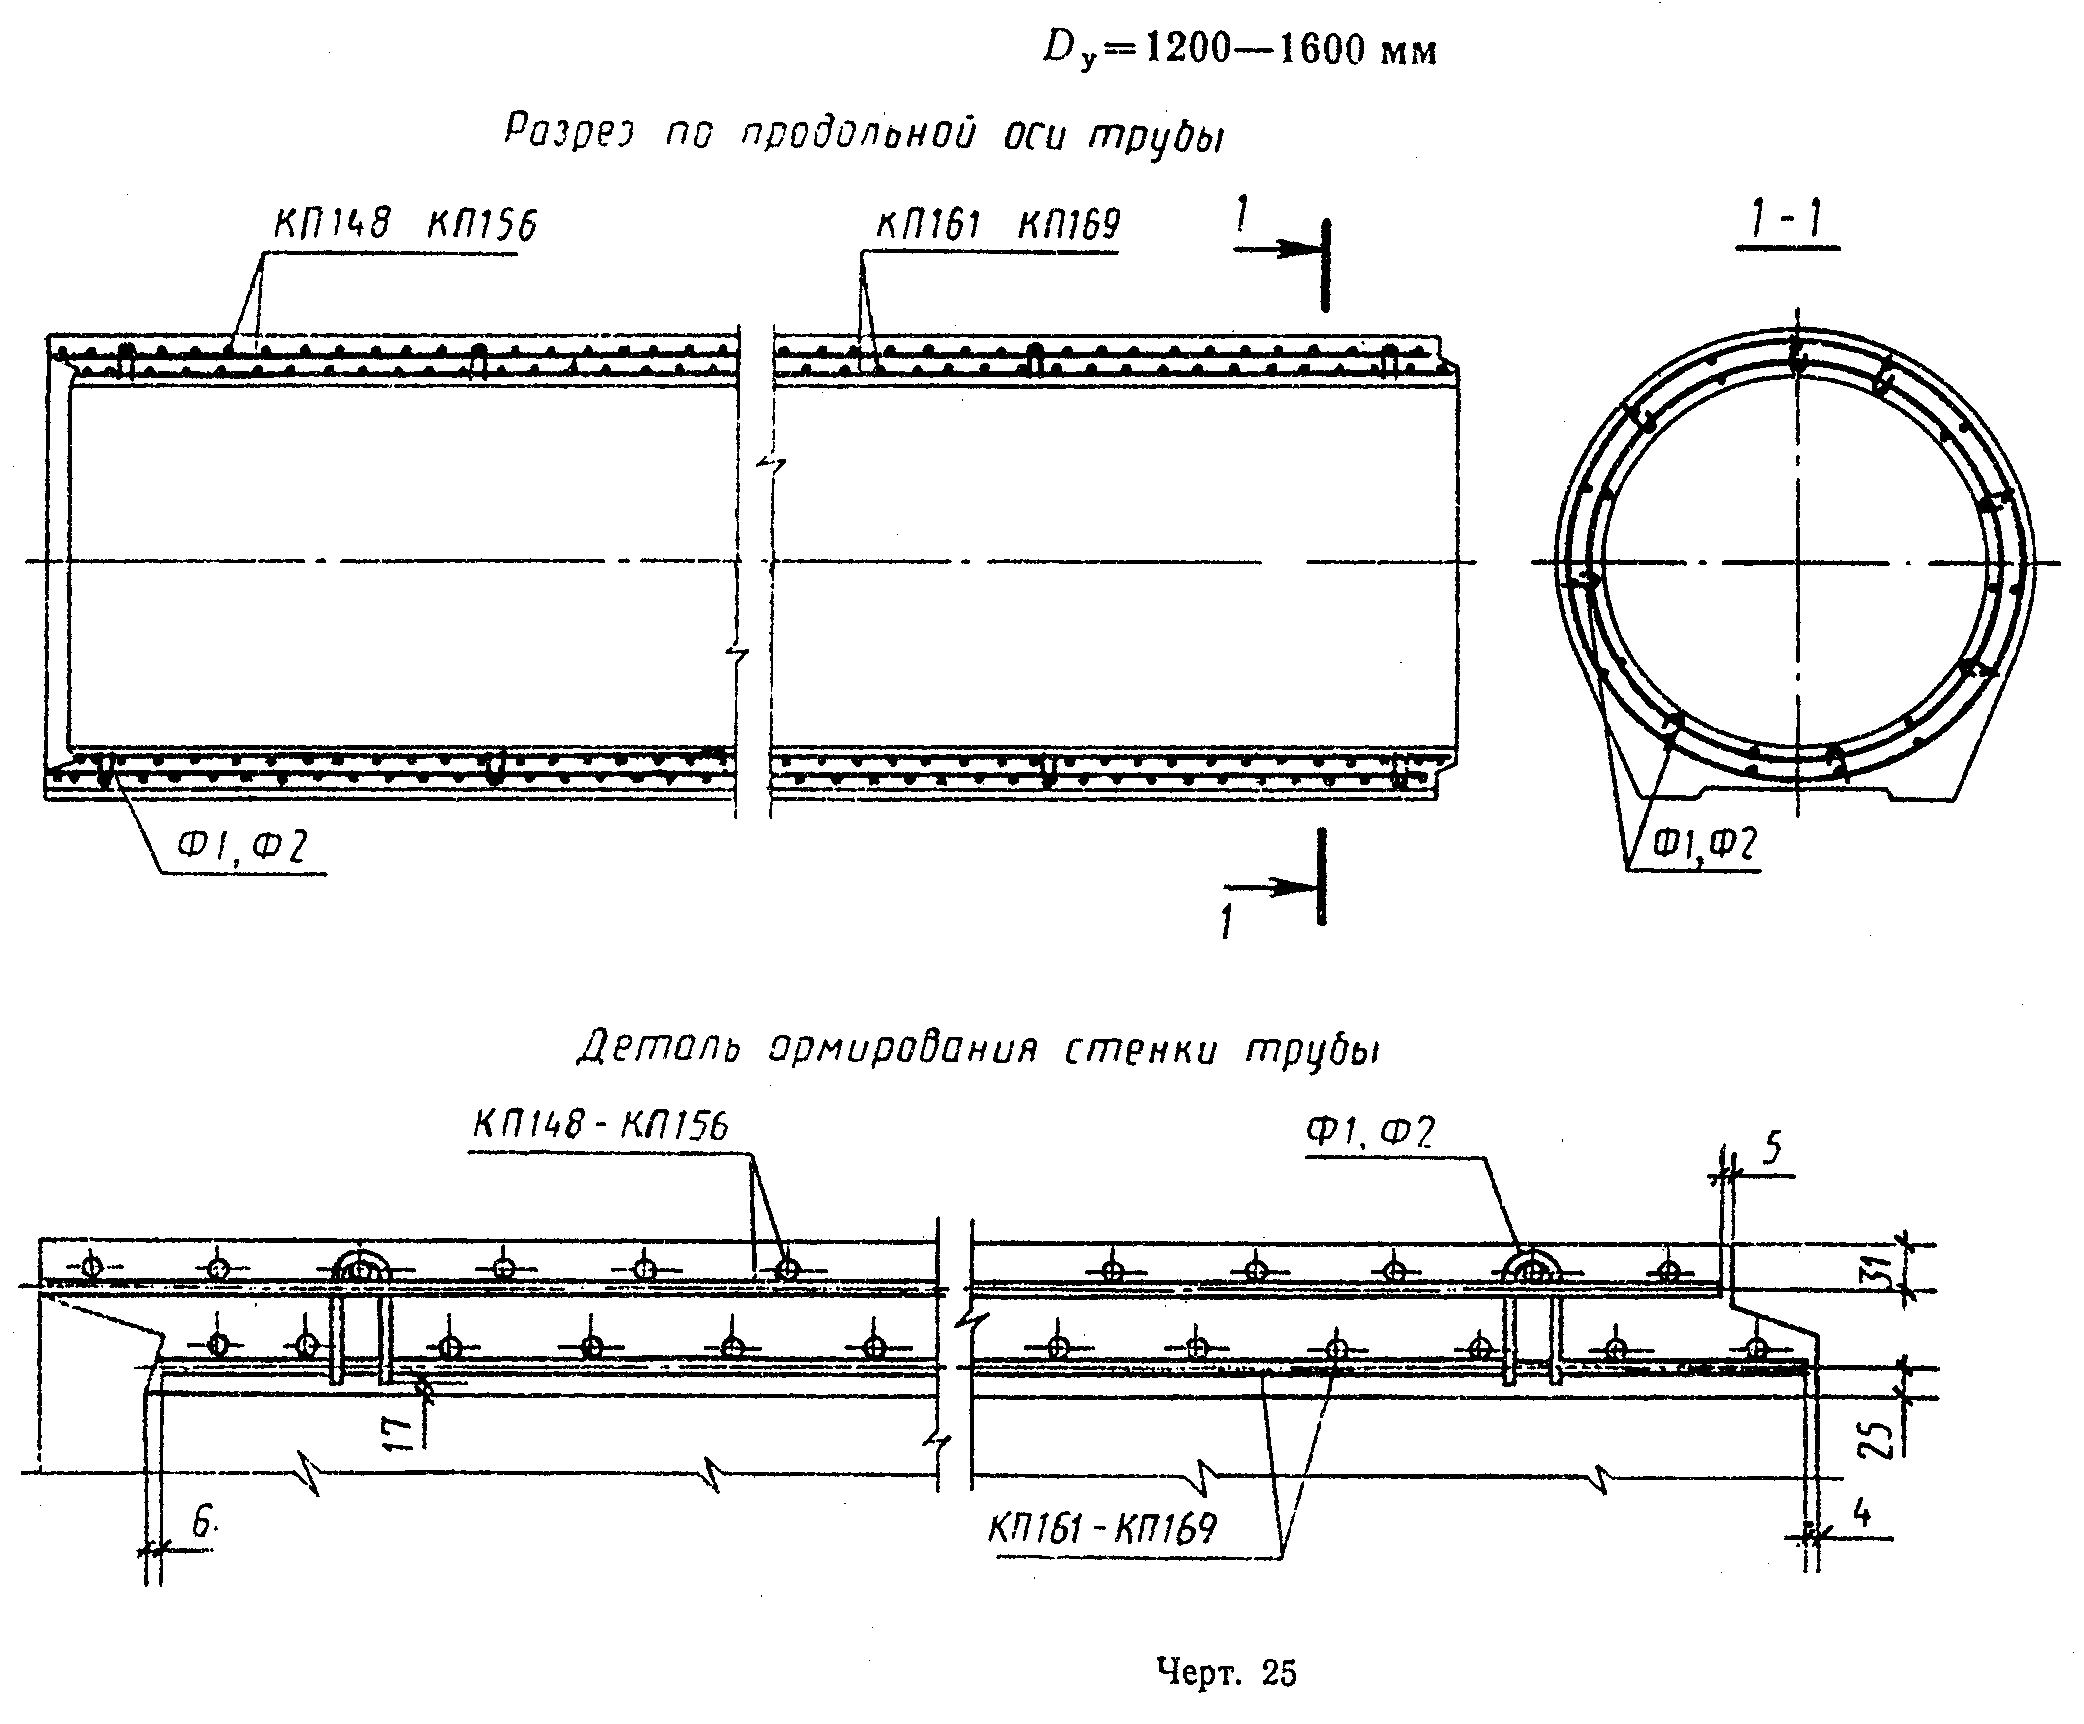 Dу=1200—1600 мм
Разрез по продольной оси трубы
КП148 КП156
КП161 КП169
1
1-1
Ф1, Ф2
Ф1, Ф2
1
Деталь армирования стенки трубы
КП148-КП156
Ф1, Ф2
5
31
17
25
6
КП161-КП169
4
Черт. 25